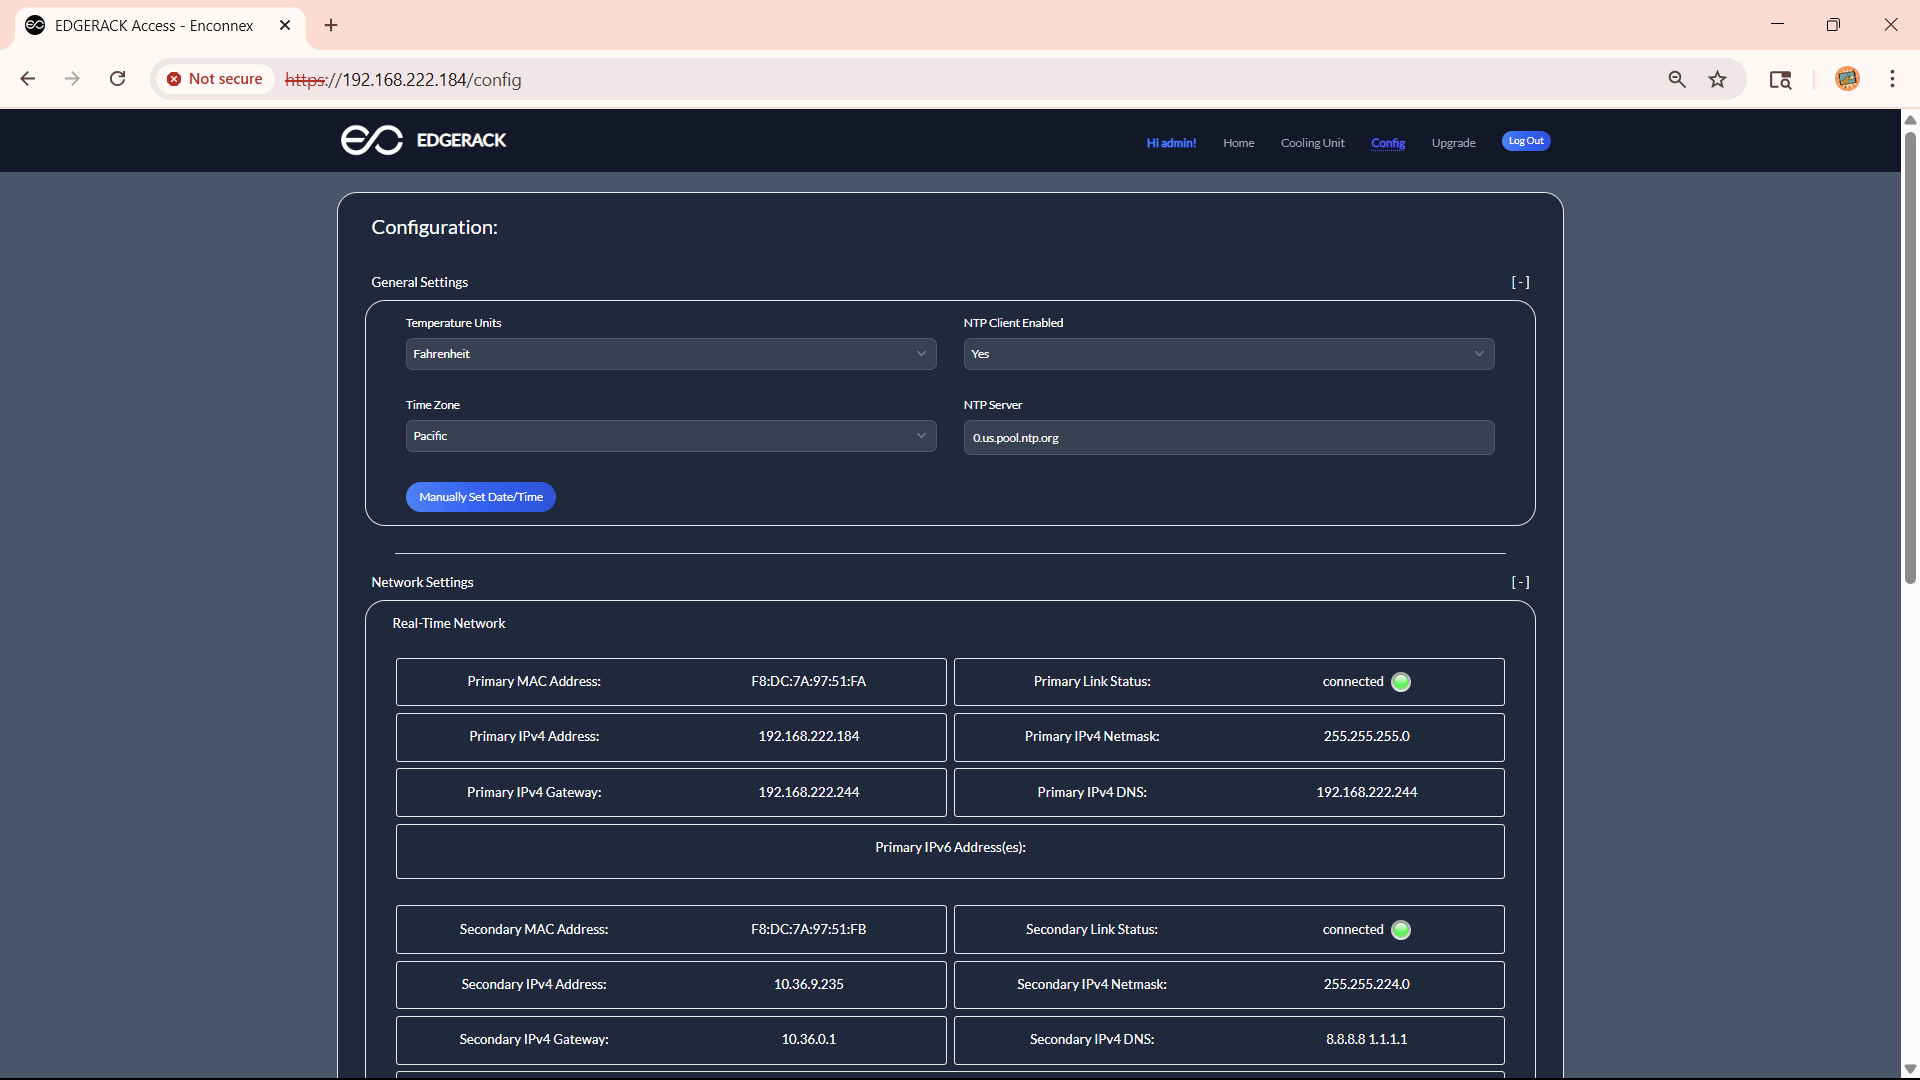 EDGERACK Access - Enconnex
Not secure https://192.168.222.184/config
EDGERACK
Hi admin! Home Cooling Unit Config Upgrade Log Out
Configuration:
General Settings [ - ]
Temperature Units NTP Client Enabled
Fahrenheit Yes
Time Zone NTP Server
Pacific 0.us.pool.ntp.org
Manually Set Date/Time
Network Settings [ - ]
Real-Time Network
Primary MAC Address: F8:DC:7A:97:51:FA Primary Link Status: connected
Primary IPv4 Address: 192.168.222.184 Primary IPv4 Netmask: 255.255.255.0
Primary IPv4 Gateway: 192.168.222.244 Primary IPv4 DNS: 192.168.222.244
Primary IPv6 Address(es):
Secondary MAC Address: F8:DC:7A:97:51:FB Secondary Link Status: connected
Secondary IPv4 Address: 10.36.9.235 Secondary IPv4 Netmask: 255.255.224.0
Secondary IPv4 Gateway: 10.36.0.1 Secondary IPv4 DNS: 8.8.8.8 1.1.1.1